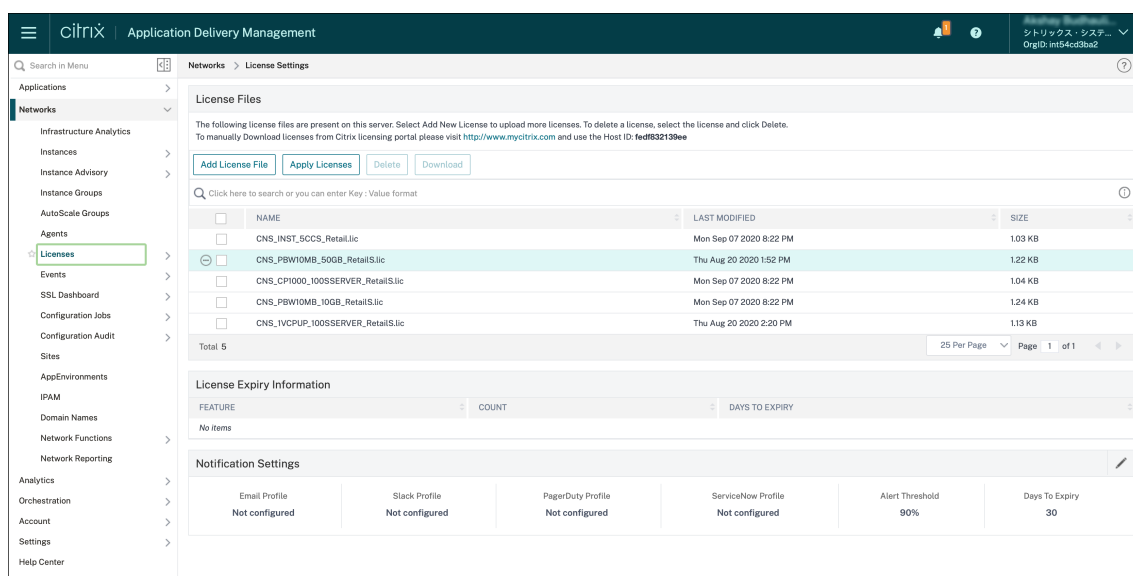 citrix | Application Delivery Management
1
シトリックス・システ...
OrgID: int54cd3ba2
Search in Menu
Networks > License Settings
Applications
Networks
Infrastructure Analytics
Instances
Instance Advisory
Instance Groups
AutoScale Groups
Agents
Licenses
Events
SSL Dashboard
Configuration Jobs
Configuration Audit
Sites
AppEnvironments
IPAM
Domain Names
Network Functions
Network Reporting
Analytics
Orchestration
Account
Settings
Help Center
License Files
The following license files are present on this server. Select Add New License to upload more licenses. To delete a license, select the license and click Delete.
To manually Download licenses from Citrix licensing portal please visit http://www.mycitrix.com and use the Host ID: fedf832139ee
Add License File Apply Licenses Delete Download
Click here to search or you can enter Key : Value format
NAME LAST MODIFIED SIZE
CNS_INST_5CCS_Retail.lic Mon Sep 07 2020 8:22 PM 1.03 KB
CNS_PBW10MB_50GB_RetailS.lic Thu Aug 20 2020 1:52 PM 1.22 KB
CNS_CP1000_100SSERVER_RetailS.lic Mon Sep 07 2020 8:22 PM 1.04 KB
CNS_PBW10MB_10GB_RetailS.lic Mon Sep 07 2020 8:22 PM 1.24 KB
CNS_1VCPUP_100SSERVER_RetailS.lic Thu Aug 20 2020 2:20 PM 1.13 KB
Total 5 25 Per Page Page 1 of 1
License Expiry Information
FEATURE COUNT DAYS TO EXPIRY
No items
Notification Settings
Email Profile Slack Profile PagerDuty Profile ServiceNow Profile Alert Threshold Days To Expiry
Not configured Not configured Not configured Not configured 90% 30